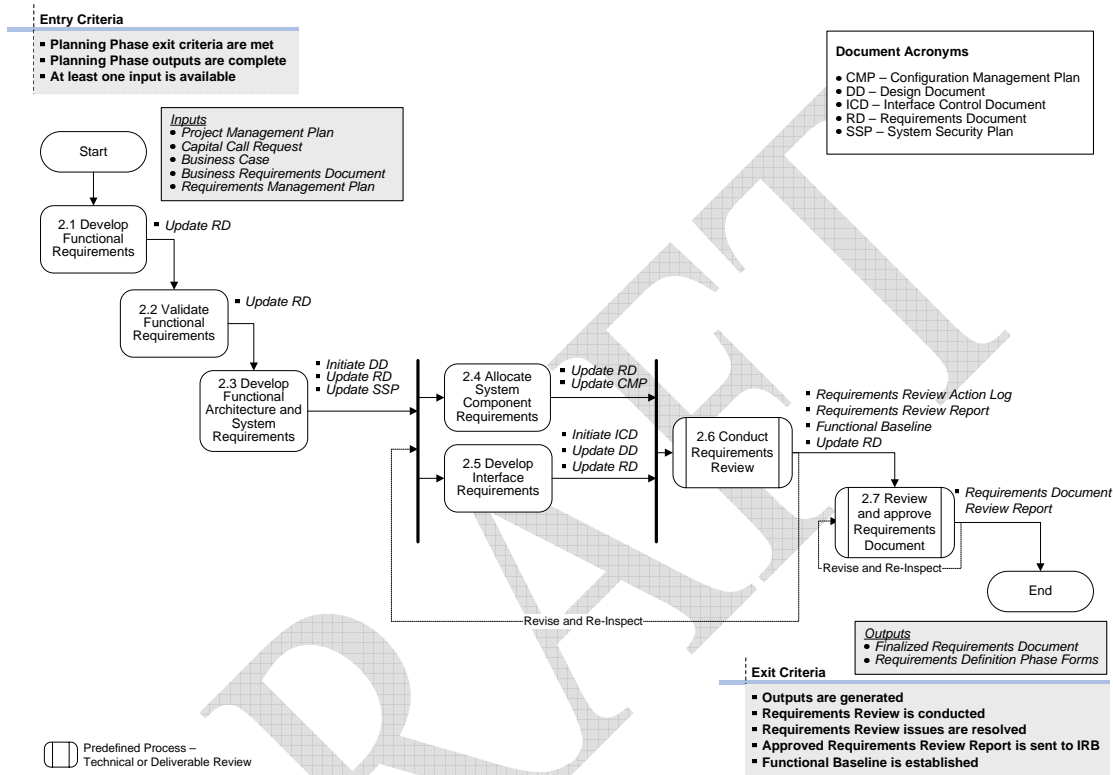 Entry Criteria
▪ Planning Phase exit criteria are met
▪ Planning Phase outputs are complete
▪ At least one input is available
Document Acronyms
● CMP – Configuration Management Plan
● DD – Design Document
● ICD – Interface Control Document
● RD – Requirements Document
● SSP – System Security Plan
Inputs
● Project Management Plan
● Capital Call Request
● Business Case
● Business Requirements Document
● Requirements Management Plan
Start
2.1 Develop
Functional
Requirements
▪ Update RD
2.2 Validate
Functional
Requirements
▪ Update RD
2.3 Develop
Functional
Architecture and
System
Requirements
▪ Initiate DD
▪ Update RD
▪ Update SSP
2.4 Allocate
System
Component
Requirements
▪ Update RD
▪ Update CMP
2.5 Develop
Interface
Requirements
▪ Initiate ICD
▪ Update DD
▪ Update RD
2.6 Conduct
Requirements
Review
▪ Requirements Review Action Log
▪ Requirements Review Report
▪ Functional Baseline
▪ Update RD
2.7 Review
and approve
Requirements
Document
▪ Requirements Document
Review Report
Revise and Re-Inspect
End
Revise and Re-Inspect
Outputs
● Finalized Requirements Document
● Requirements Definition Phase Forms
Exit Criteria
▪ Outputs are generated
▪ Requirements Review is conducted
▪ Requirements Review issues are resolved
▪ Approved Requirements Review Report is sent to IRB
▪ Functional Baseline is established
Predefined Process –
Technical or Deliverable Review
RAFT